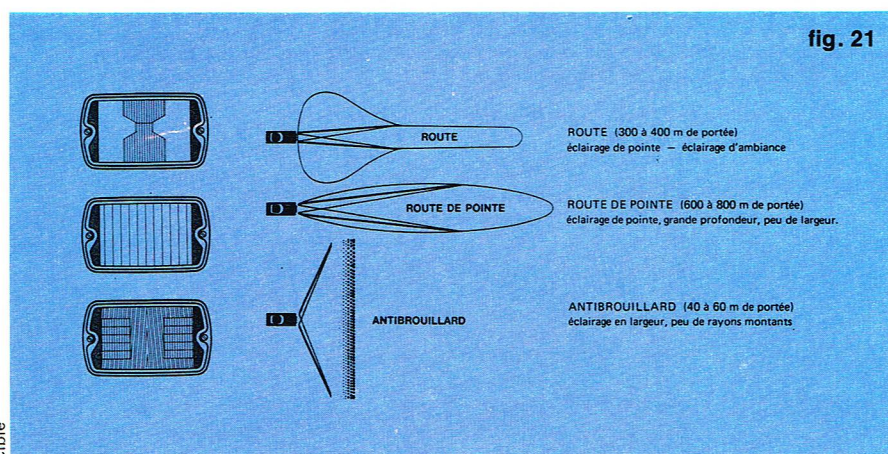 fig. 21
ROUTE
ROUTE (300 à 400 m de portée)
éclairage de pointe – éclairage d'ambiance
ROUTE DE POINTE
ROUTE DE POINTE (600 à 800 m de portée)
éclairage de pointe, grande profondeur, peu de largeur.
ANTIBROUILLARD
ANTIBROUILLARD (40 à 60 m de portée)
éclairage en largeur, peu de rayons montants